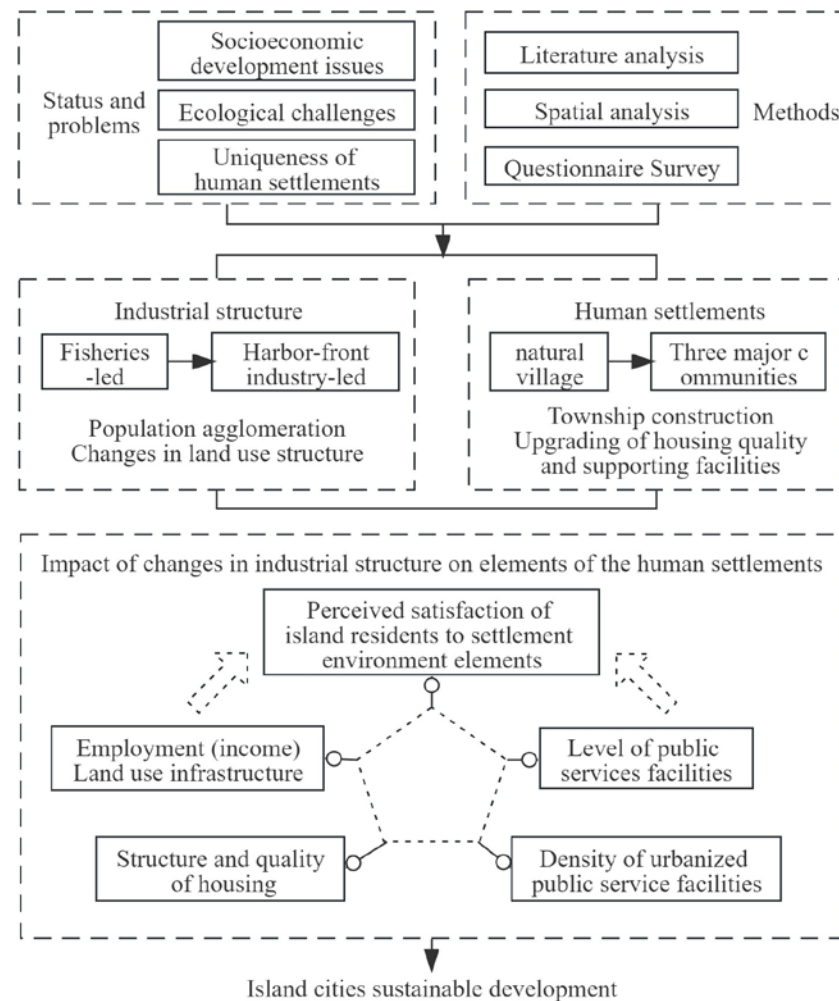 Status and
problems
Socioeconomic
development issues
Ecological challenges
Uniqueness of
human settlements
Literature analysis
Spatial analysis
Questionnaire Survey
Methods
Industrial structure
Fisheries
-led
Harbor-front
industry-led
Population agglomeration
Changes in land use structure
Human settlements
natural
village
Three major c
ommunities
Township construction
Upgrading of housing quality
and supporting facilities
Impact of changes in industrial structure on elements of the human settlements
Perceived satisfaction of
island residents to settlement
environment elements
Employment (income)
Land use infrastructure
Level of public
services facilities
Structure and quality
of housing
Density of urbanized
public service facilities
Island cities sustainable development